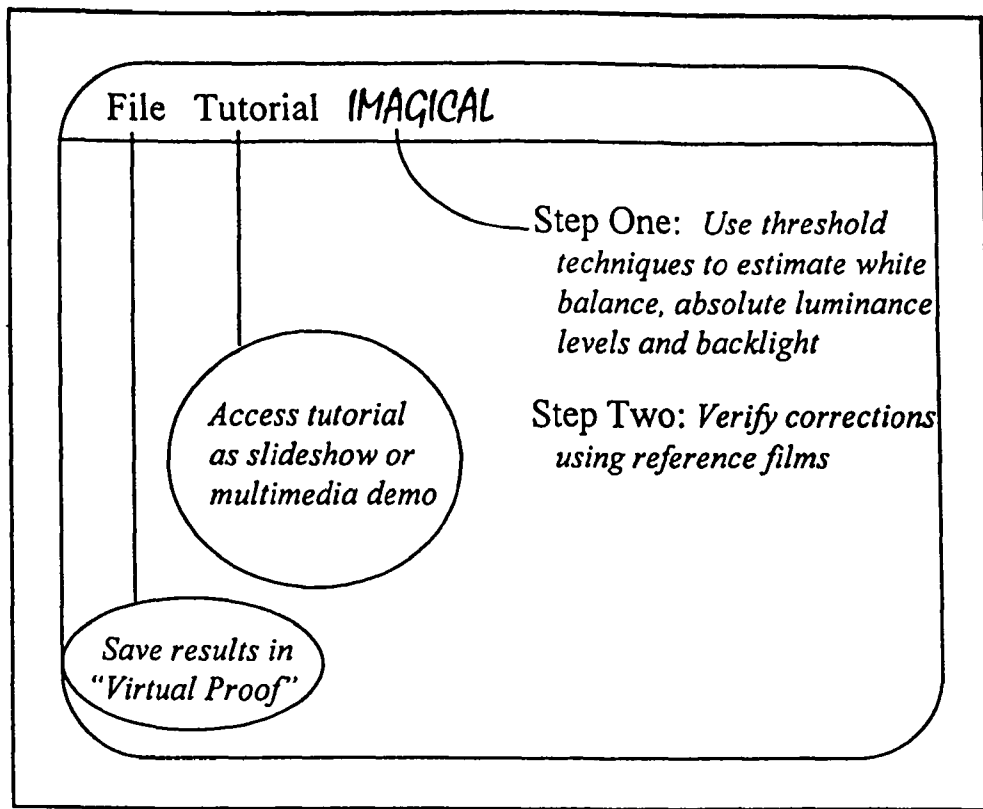 File Tutorial IMAGICAL
Step One: Use threshold
techniques to estimate white
balance, absolute luminance
levels and backlight
Step Two: Verify corrections
using reference films
Access tutorial
as slideshow or
multimedia demo
Save results in
“Virtual Proof”